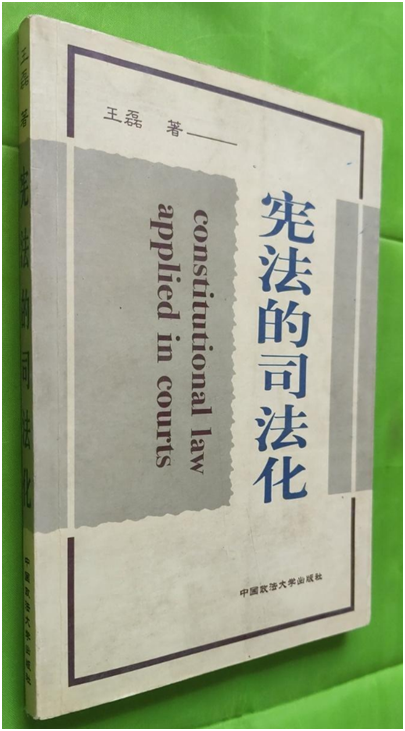 王磊 著
宪法的司法化
constitutional law
applied in courts
中国政法大学出版社
王磊 著
宪法的司法化
中国政法大学出版社